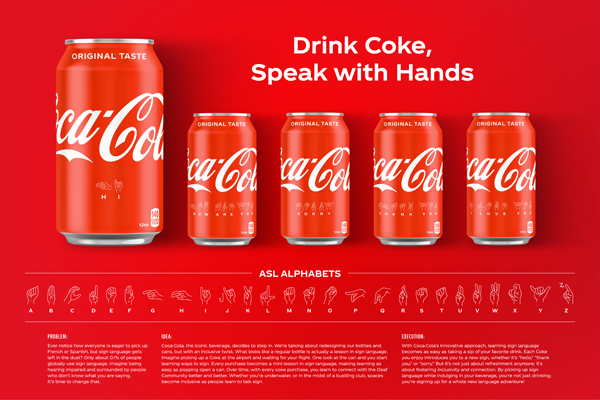 Drink Coke,
Speak with Hands
ORIGINAL TASTE
Coca-Cola
H I
140
12oz
ORIGINAL TASTE
Coca-Cola
HOW ARE YOU
ORIGINAL TASTE
Coca-Cola
SORRY
ORIGINAL TASTE
Coca-Cola
THANK YOU
ORIGINAL TASTE
Coca-Cola
I LOVE YOU
ASL ALPHABETS
A B C D E F G H I J K L M N O P Q R S T U V W X Y Z
PROBLEM:
Ever notice how everyone is eager to pick up
French or Spanish, but sign language gets
left in the dust? Only about 0.1% of people
globally use sign language. Imagine being
hearing impaired and surrounded by people
who don't know what you are saying.
It's time to change that.
IDEA:
Coca-Cola, the iconic beverage, decides to step in. We're talking about redesigning our bottles and
cans, but with an inclusive twist. What looks like a regular bottle is actually a lesson in sign language.
Imagine picking up a Coke at the airport and waiting for your flight. One look at the can and you start
learning ways to sign. Every purchase becomes a mini-lesson in sign language, making learning as
easy as popping open a can. Over time, with every coke purchase, you learn to connect with the Deaf
Community better and better. Whether you're underwater, or in the midst of a bustling club, spaces
become inclusive as people learn to talk sign.
EXECUTION:
With Coca-Cola's innovative approach, learning sign language
becomes as easy as taking a sip of your favorite drink. Each Coke
you enjoy introduces you to a new sign, whether it's "hello," "thank
you," or "sorry". But it's not just about refreshment anymore; it's
about fostering inclusivity and connection. By picking up sign
language while indulging in your beverage, you're not just drinking;
you're signing up for a whole new language adventure!